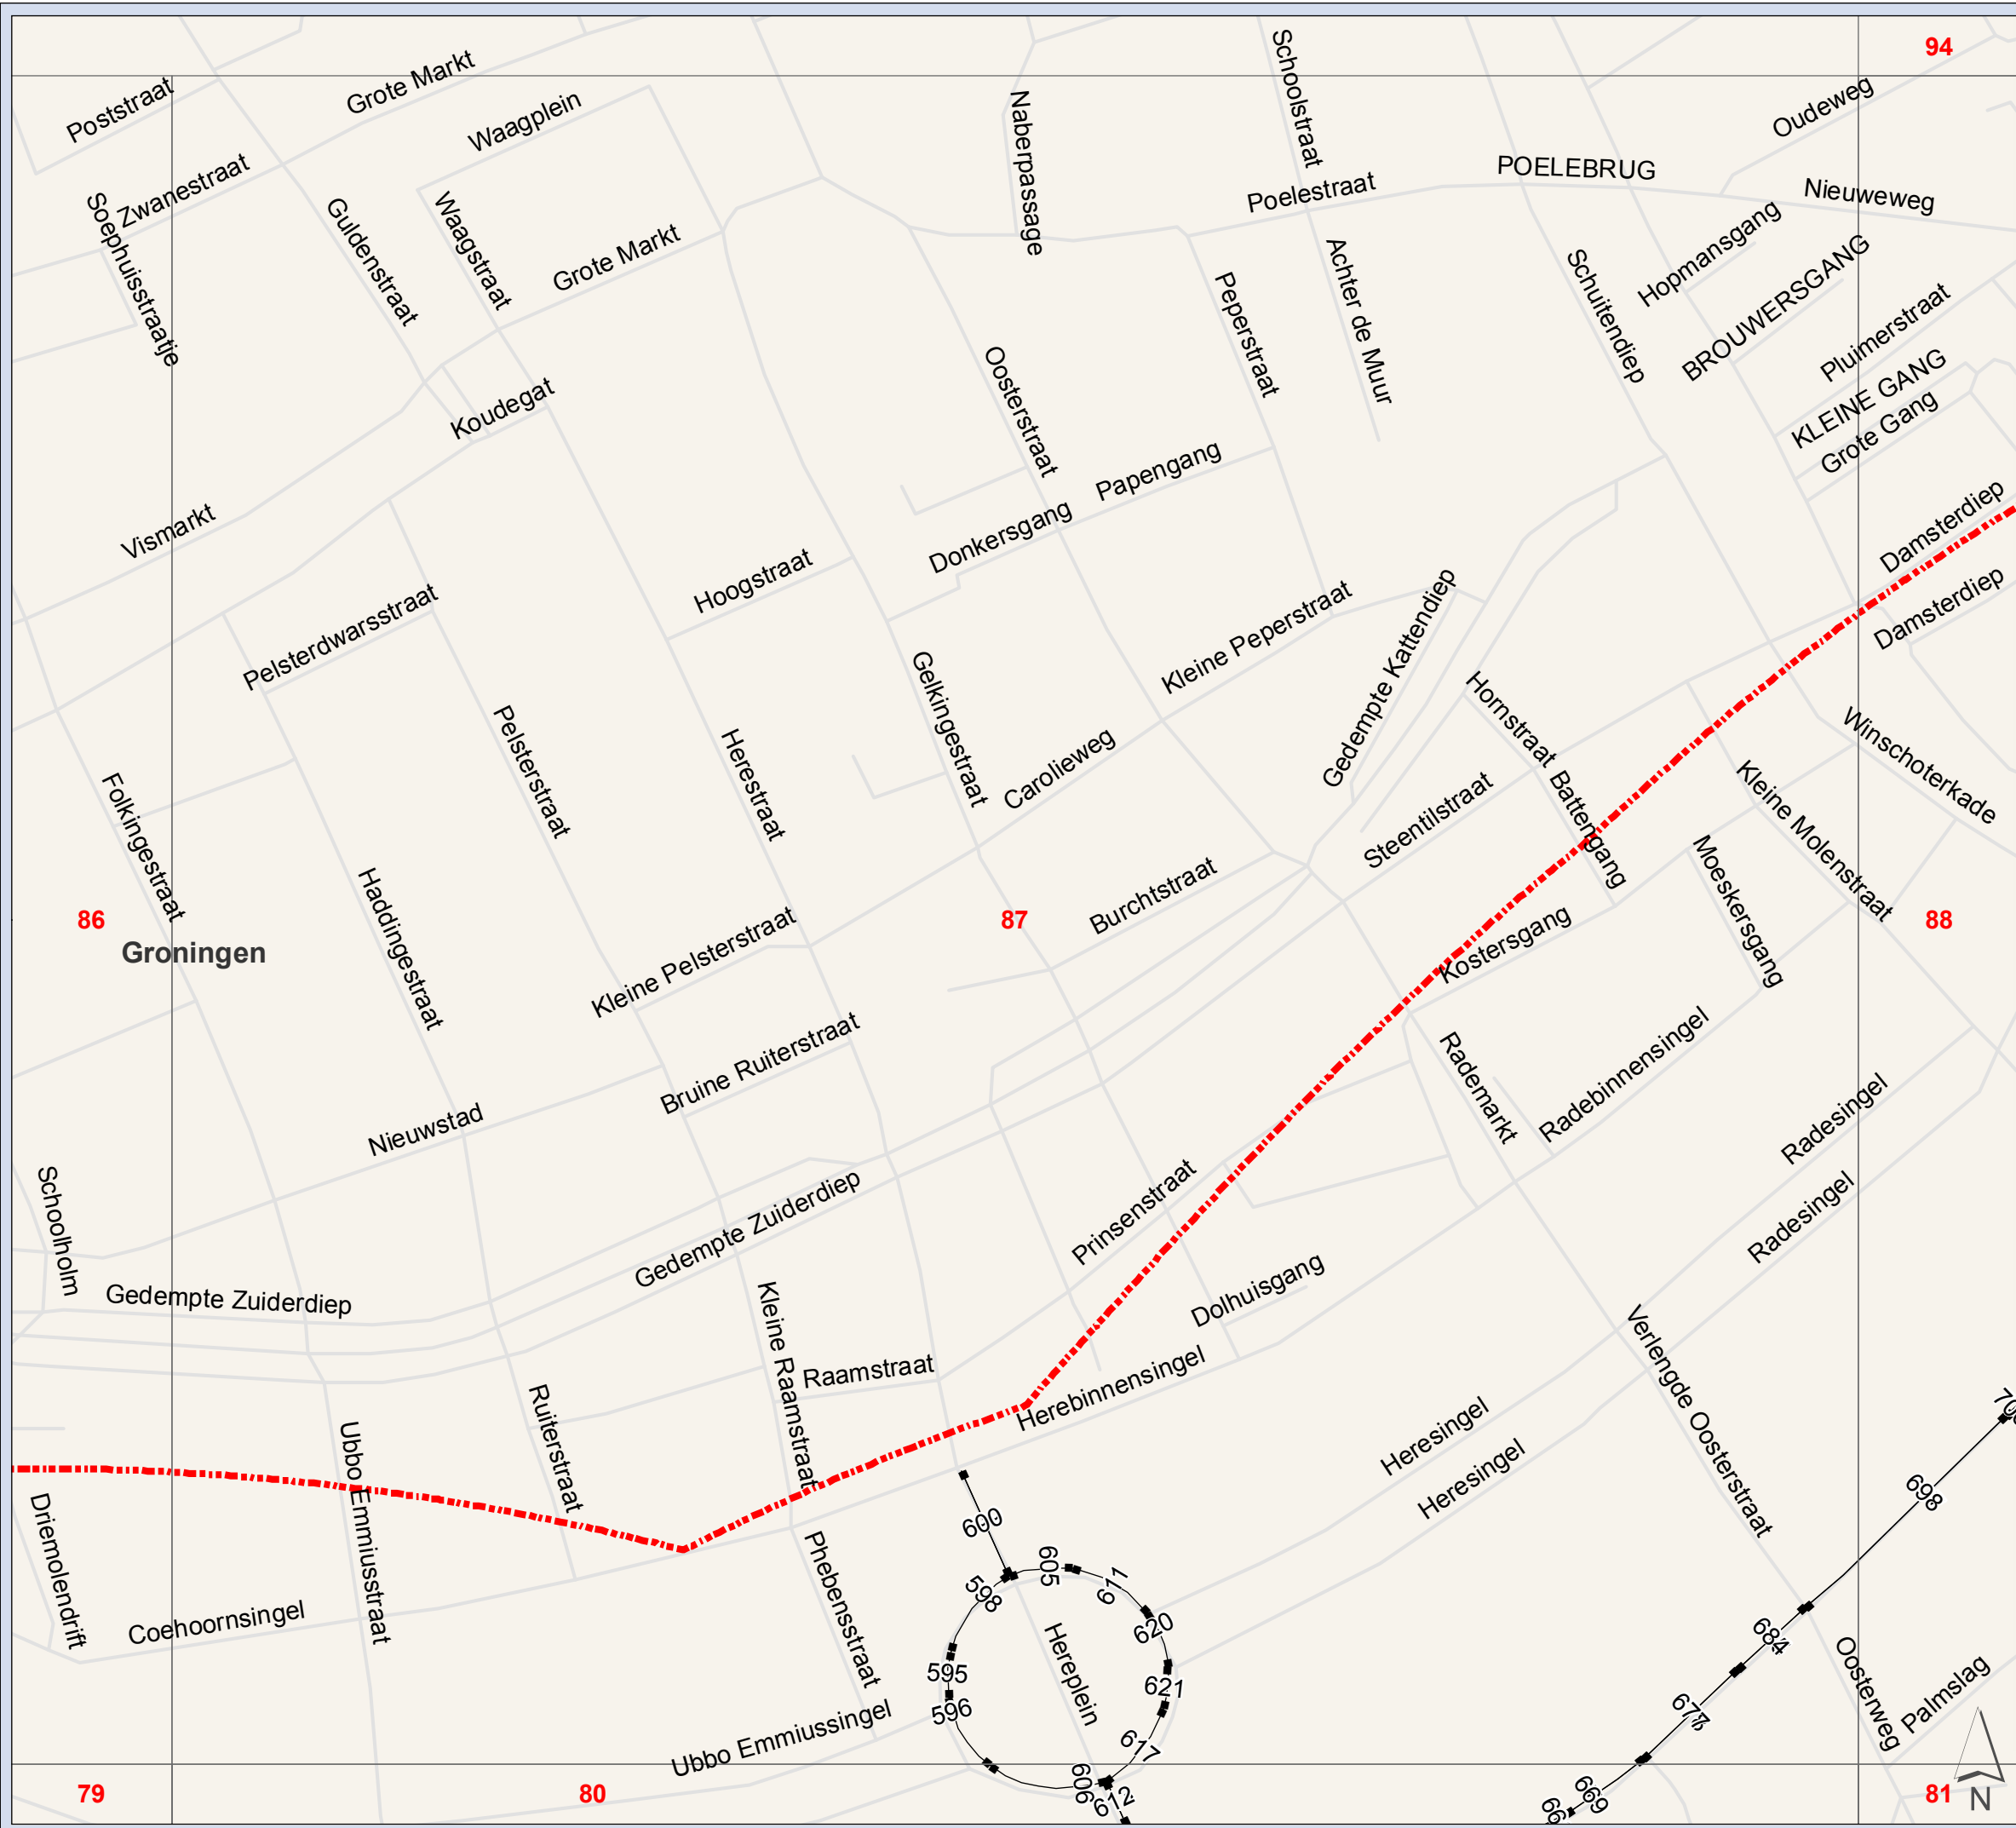 94
Poststraat
Grote Markt
Waagplein
Naberpassage
Schoolstraat
Oudeweg
Zwanestraat
Soephuisstraatje
Guldenstraat
Waagstraat
Grote Markt
Poelestraat
POELEBRUG
Nieuweweg
Hopmansgang
BROUWERSGANG
Pluimerstraat
KLEINE GANG
Grote Gang
Schuitendiep
Achter de Muur
Peperstraat
Oosterstraat
Koudegat
Papengang
Donkersgang
Vismarkt
Hoogstraat
Damsterdiep
Damsterdiep
Pelsterdwarsstraat
Kleine Peperstraat
Gedempte Kattendiep
Gelkingestraat
Hornstraat
Battengang
Winschoterkade
Pelsterstraat
Herestraat
Carolieweg
Steentilstraat
Kleine Molenstraat
Folkingestraat
Haddingestraat
Burchtstraat
Moeskersgang
86
87
88
Groningen
Kleine Pelsterstraat
Kostersgang
Bruine Ruiterstraat
Rademarkt
Radebinnensingel
Nieuwstad
Radesingel
Radesingel
Schoolholm
Gedempte Zuiderdiep
Gedempte Zuiderdiep
Prinsenstraat
Dolhuisgang
Kleine Raamstraat
Raamstraat
Herebinnensingel
Verlengde Oosterstraat
Ruiterstraat
Ubbo Emmiusstraat
Heresingel
Heresingel
Driemolendrift
Coehoornsingel
Phebensstraat
Hereplein
Ubbo Emmiussingel
Oosterweg
Palmslag
600
605
611
598
620
595
621
596
617
606
612
698
684
669
79
80
81
N